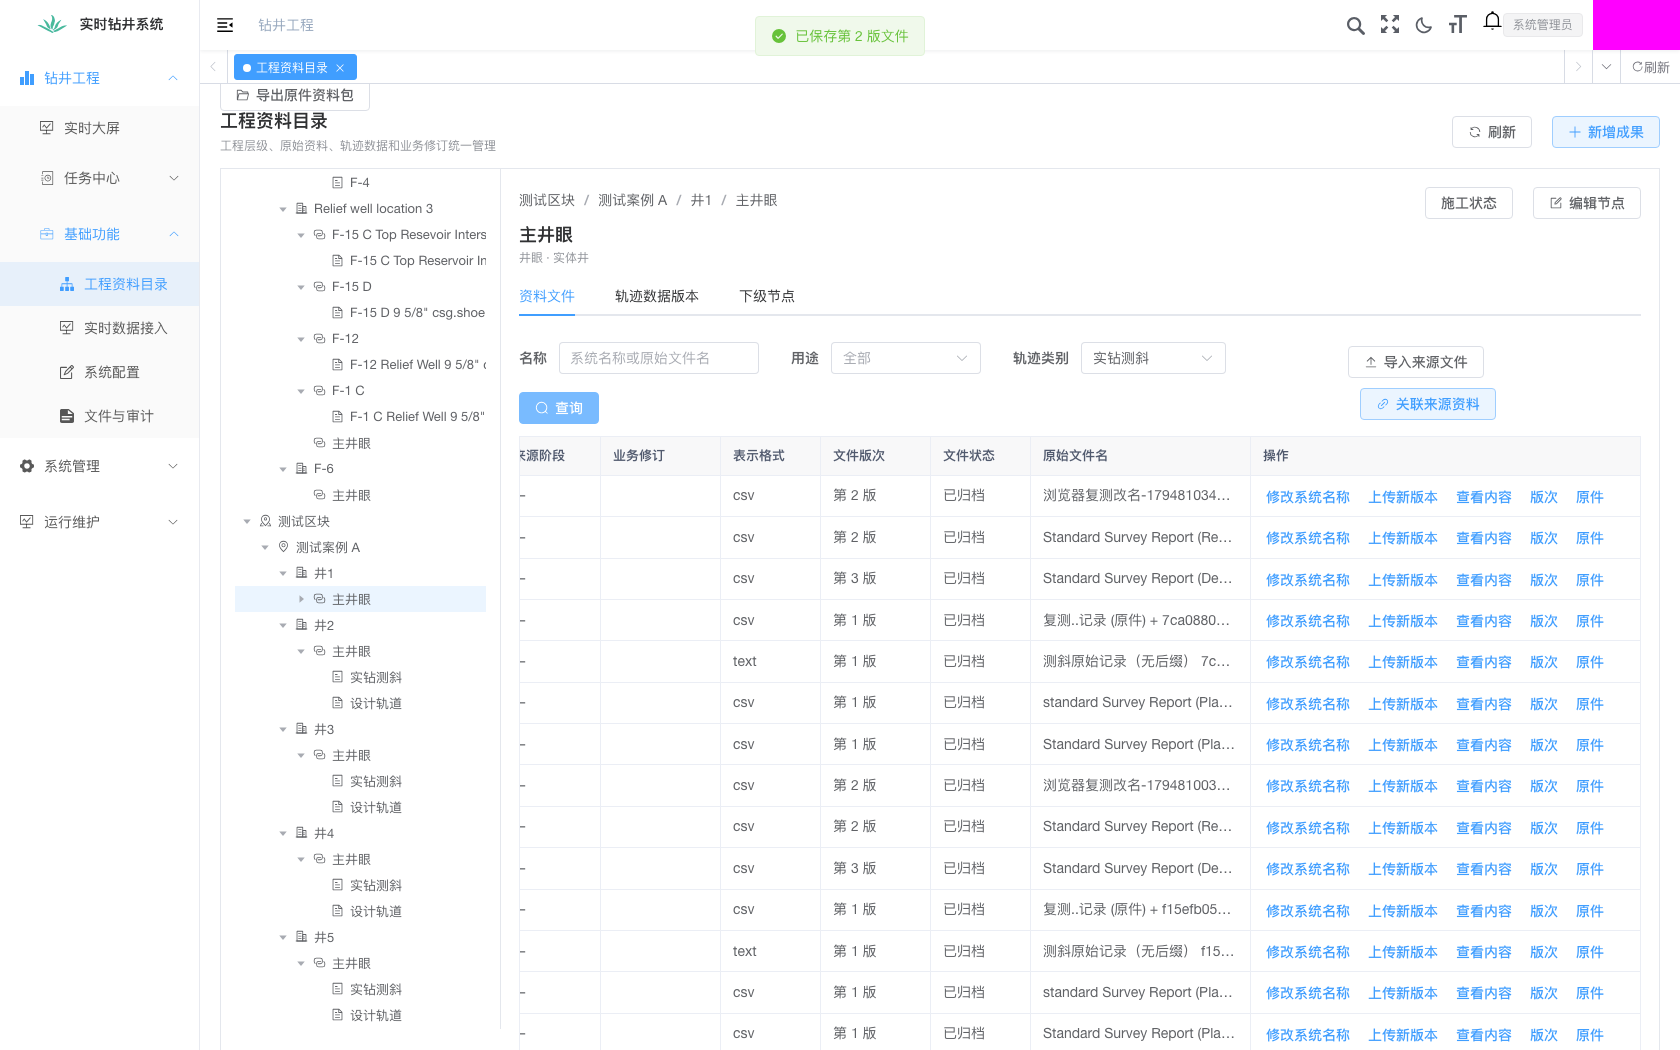 实时钻井系统
钻井工程
已保存第 2 版文件
系统管理员
钻井工程
实时大屏
任务中心
基础功能
工程资料目录
实时数据接入
系统配置
文件与审计
系统管理
运行维护
工程资料目录
刷新
导出原件资料包
工程资料目录
工程层级、原始资料、轨迹数据和业务修订统一管理
刷新
新增成果
F-4
Relief well location 3
F-15 C Top Resevoir Inters
F-15 C Top Reservoir In
F-15 D
F-15 D 9 5/8" csg.shoe
F-12
F-12 Relief Well 9 5/8" c
F-1 C
F-1 C Relief Well 9 5/8"
主井眼
F-6
主井眼
测试区块
测试案例 A
井1
主井眼
井2
主井眼
实钻测斜
设计轨道
井3
主井眼
实钻测斜
设计轨道
井4
主井眼
实钻测斜
设计轨道
井5
主井眼
实钻测斜
设计轨道
测试区块 / 测试案例 A / 井1 / 主井眼
施工状态
编辑节点
主井眼
井眼 · 实体井
资料文件 轨迹数据版本 下级节点
名称 系统名称或原始文件名 用途 全部 轨迹类别 实钻测斜
导入来源文件
查询
关联来源资料
来源阶段 业务修订 表示格式 文件版次 文件状态 原始文件名 操作
– csv 第 2 版 已归档 浏览器复测改名-179481034... 修改系统名称 上传新版本 查看内容 版次 原件
– csv 第 2 版 已归档 Standard Survey Report (Re... 修改系统名称 上传新版本 查看内容 版次 原件
– csv 第 3 版 已归档 Standard Survey Report (De... 修改系统名称 上传新版本 查看内容 版次 原件
– csv 第 1 版 已归档 复测..记录 (原件) + 7ca0880... 修改系统名称 上传新版本 查看内容 版次 原件
– text 第 1 版 已归档 测斜原始记录（无后缀） 7c... 修改系统名称 上传新版本 查看内容 版次 原件
– csv 第 1 版 已归档 standard Survey Report (Pla... 修改系统名称 上传新版本 查看内容 版次 原件
– csv 第 1 版 已归档 Standard Survey Report (Pla... 修改系统名称 上传新版本 查看内容 版次 原件
– csv 第 2 版 已归档 浏览器复测改名-179481003... 修改系统名称 上传新版本 查看内容 版次 原件
– csv 第 2 版 已归档 Standard Survey Report (Re... 修改系统名称 上传新版本 查看内容 版次 原件
– csv 第 3 版 已归档 Standard Survey Report (De... 修改系统名称 上传新版本 查看内容 版次 原件
– csv 第 1 版 已归档 复测..记录 (原件) + f15efb05... 修改系统名称 上传新版本 查看内容 版次 原件
– text 第 1 版 已归档 测斜原始记录（无后缀） f15... 修改系统名称 上传新版本 查看内容 版次 原件
– csv 第 1 版 已归档 standard Survey Report (Pla... 修改系统名称 上传新版本 查看内容 版次 原件
– csv 第 1 版 已归档 Standard Survey Report (Pla... 修改系统名称 上传新版本 查看内容 版次 原件